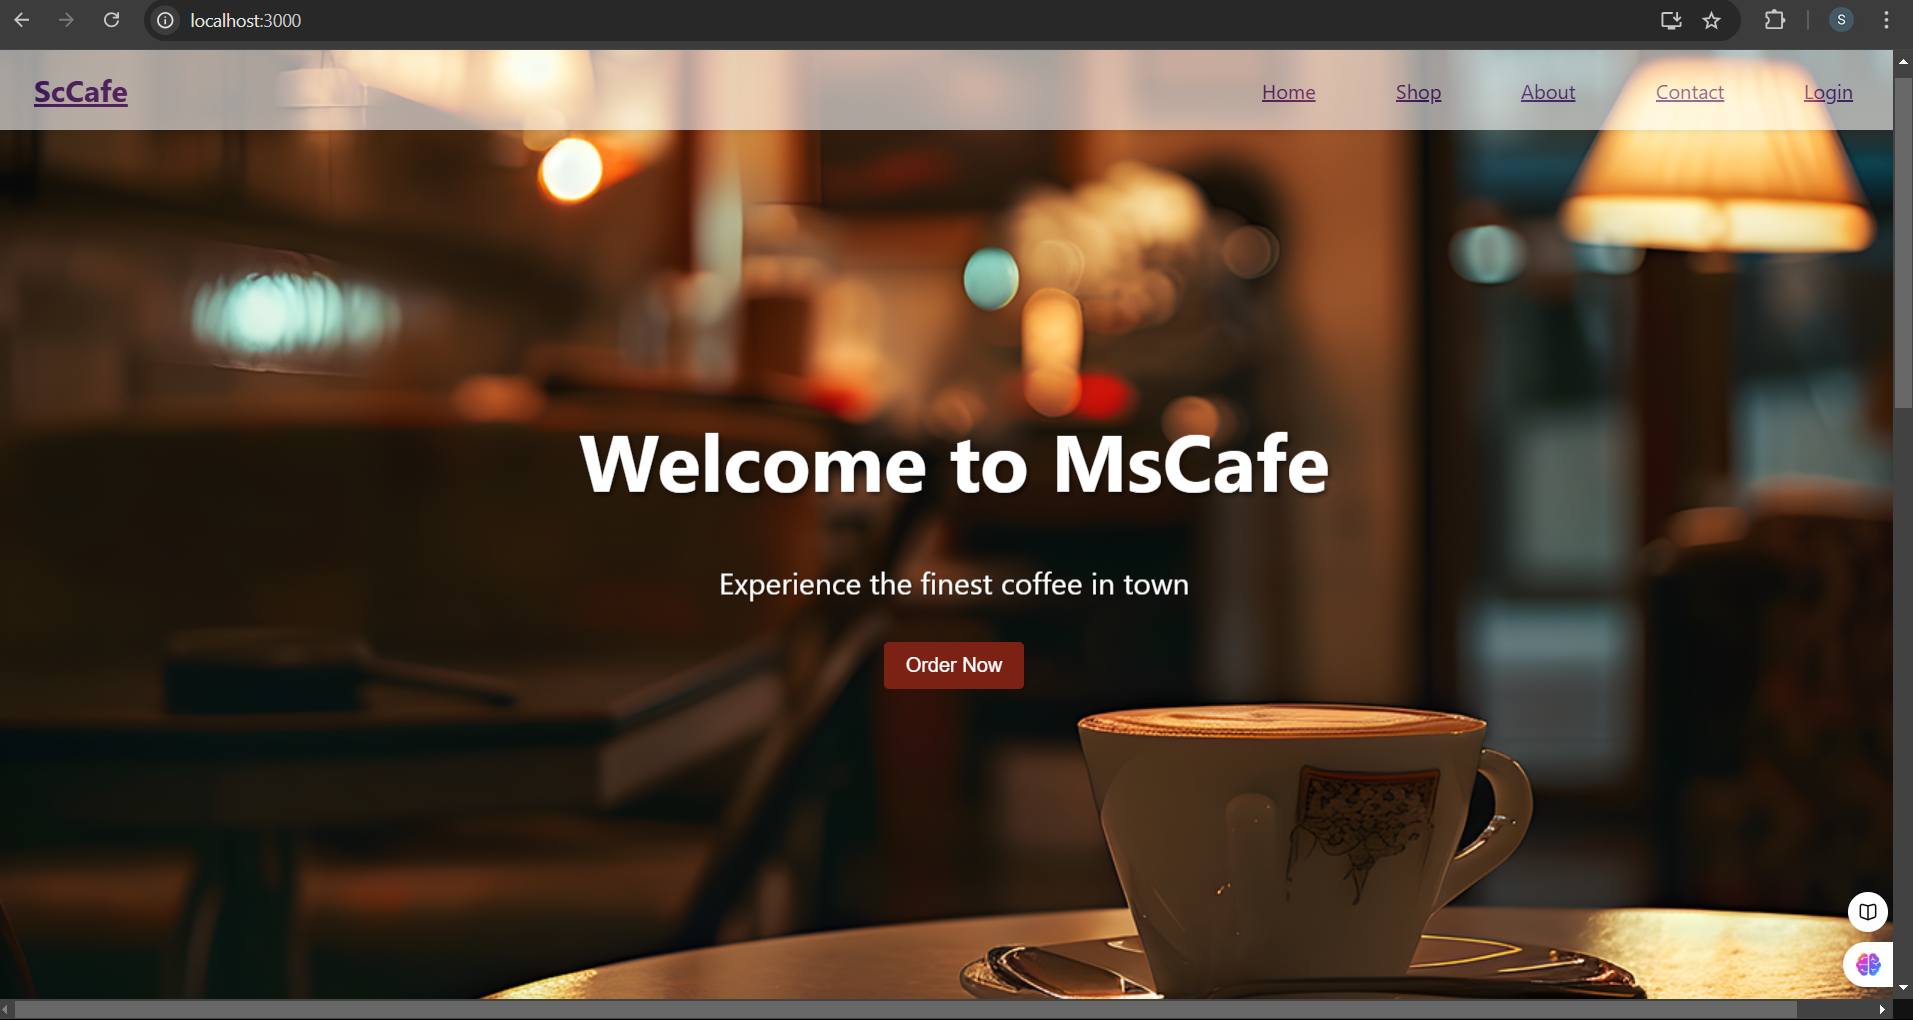 localhost:3000
S
ScCafe
Home Shop About Contact Login
Welcome to MsCafe
Experience the finest coffee in town
Order Now